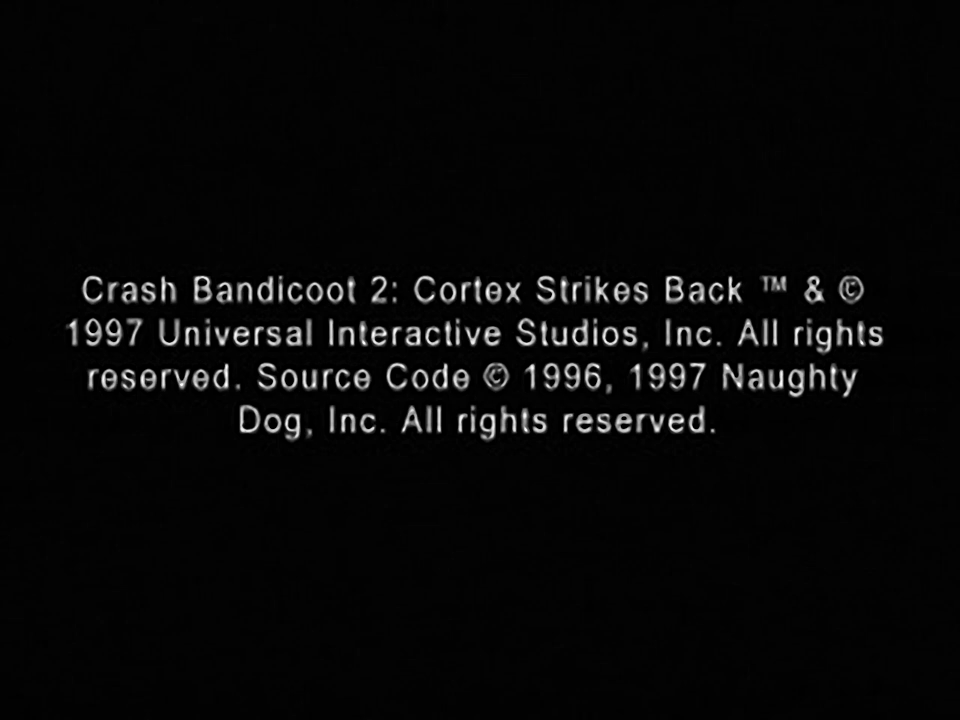 Crash Bandicoot 2: Cortex Strikes Back ™ & ©
1997 Universal Interactive Studios, Inc. All rights
reserved. Source Code © 1996, 1997 Naughty
Dog, Inc. All rights reserved.